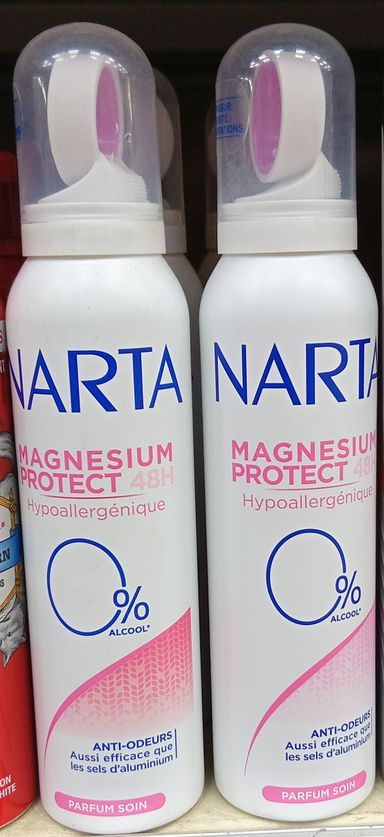 NARTA
MAGNESIUM
PROTECT 48H
Hypoallergénique
0%
ALCOOL*
ANTI-ODEURS
Aussi efficace que
les sels d'aluminium
PARFUM SOIN
NARTA
MAGNESIUM
PROTECT 48H
Hypoallergénique
0%
ALCOOL*
ANTI-ODEURS
Aussi efficace que
les sels d'aluminium
PARFUM SOIN